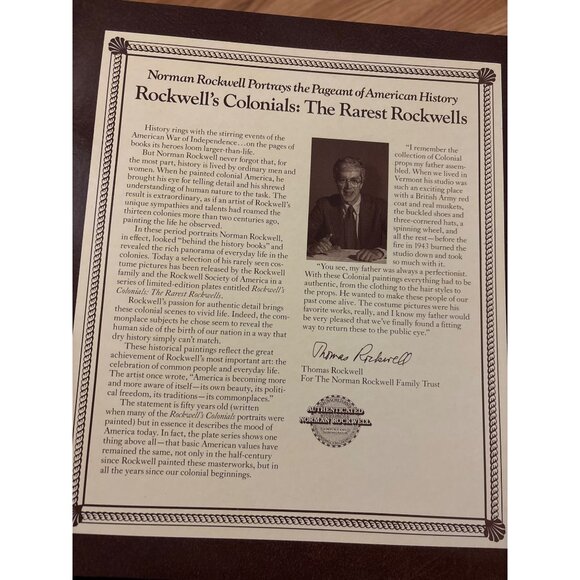 Norman Rockwell Portrays the Pageant of American History
Rockwell's Colonials: The Rarest Rockwells
History rings with the stirring events of the
American War of Independence...on the pages of
books its heroes loom larger-than-life.
But Norman Rockwell never forgot that, for
the most part, history is lived by ordinary men and
women. When he painted colonial America, he
brought his eye for telling detail and his shrewd
understanding of human nature to the task. The
result is extraordinary, as if an artist of Rockwell's
unique sympathies and talents had roamed the
thirteen colonies more than two centuries ago,
painting the life he observed.
In these period portraits Norman Rockwell,
in effect, looked "behind the history books" and
revealed the rich panorama of everyday life in the
colonies. Today a selection of his rarely seen cos-
tume pictures has been released by the Rockwell
family and the Rockwell Society of America in a
series of limited-edition plates entitled Rockwell's
Colonials: The Rarest Rockwells.
Rockwell's passion for authentic detail brings
these colonial scenes to vivid life. Indeed, the com-
monplace subjects he chose seem to reveal the
human side of the birth of our nation in a way that
dry history simply can't match.
These historical paintings reflect the great
achievement of Rockwell's most important art: the
celebration of common people and everyday life.
The artist once wrote, "America is becoming more
and more aware of itself—its own beauty, its politi-
cal freedom, its traditions—its commonplaces."
The statement is fifty years old (written
when many of the Rockwell's Colonials portraits were
painted) but in essence it describes the mood of
America today. In fact, the plate series shows one
thing above all—that basic American values have
remained the same, not only in the half-century
since Rockwell painted these masterworks, but in
all the years since our colonial beginnings.
"I remember the
collection of Colonial
props my father assem-
bled. When we lived in
Vermont his studio was
such an exciting place
with a British Army red
coat and real muskets,
the buckled shoes and
three-cornered hats, a
spinning wheel, and
all the rest—before the
fire in 1943 burned the
studio down and took
so much with it.
"You see, my father was always a perfectionist.
With these Colonial paintings everything had to be
authentic, from the clothing to the hair styles to
the props. He wanted to make these people of our
past come alive. The costume pictures were his
favorite works, really, and I know my father would
be very pleased that we've finally found a fitting
way to return these to the public eye."
Thomas Rockwell
Thomas Rockwell
For The Norman Rockwell Family Trust
AUTHENTICATED
NORMAN ROCKWELL